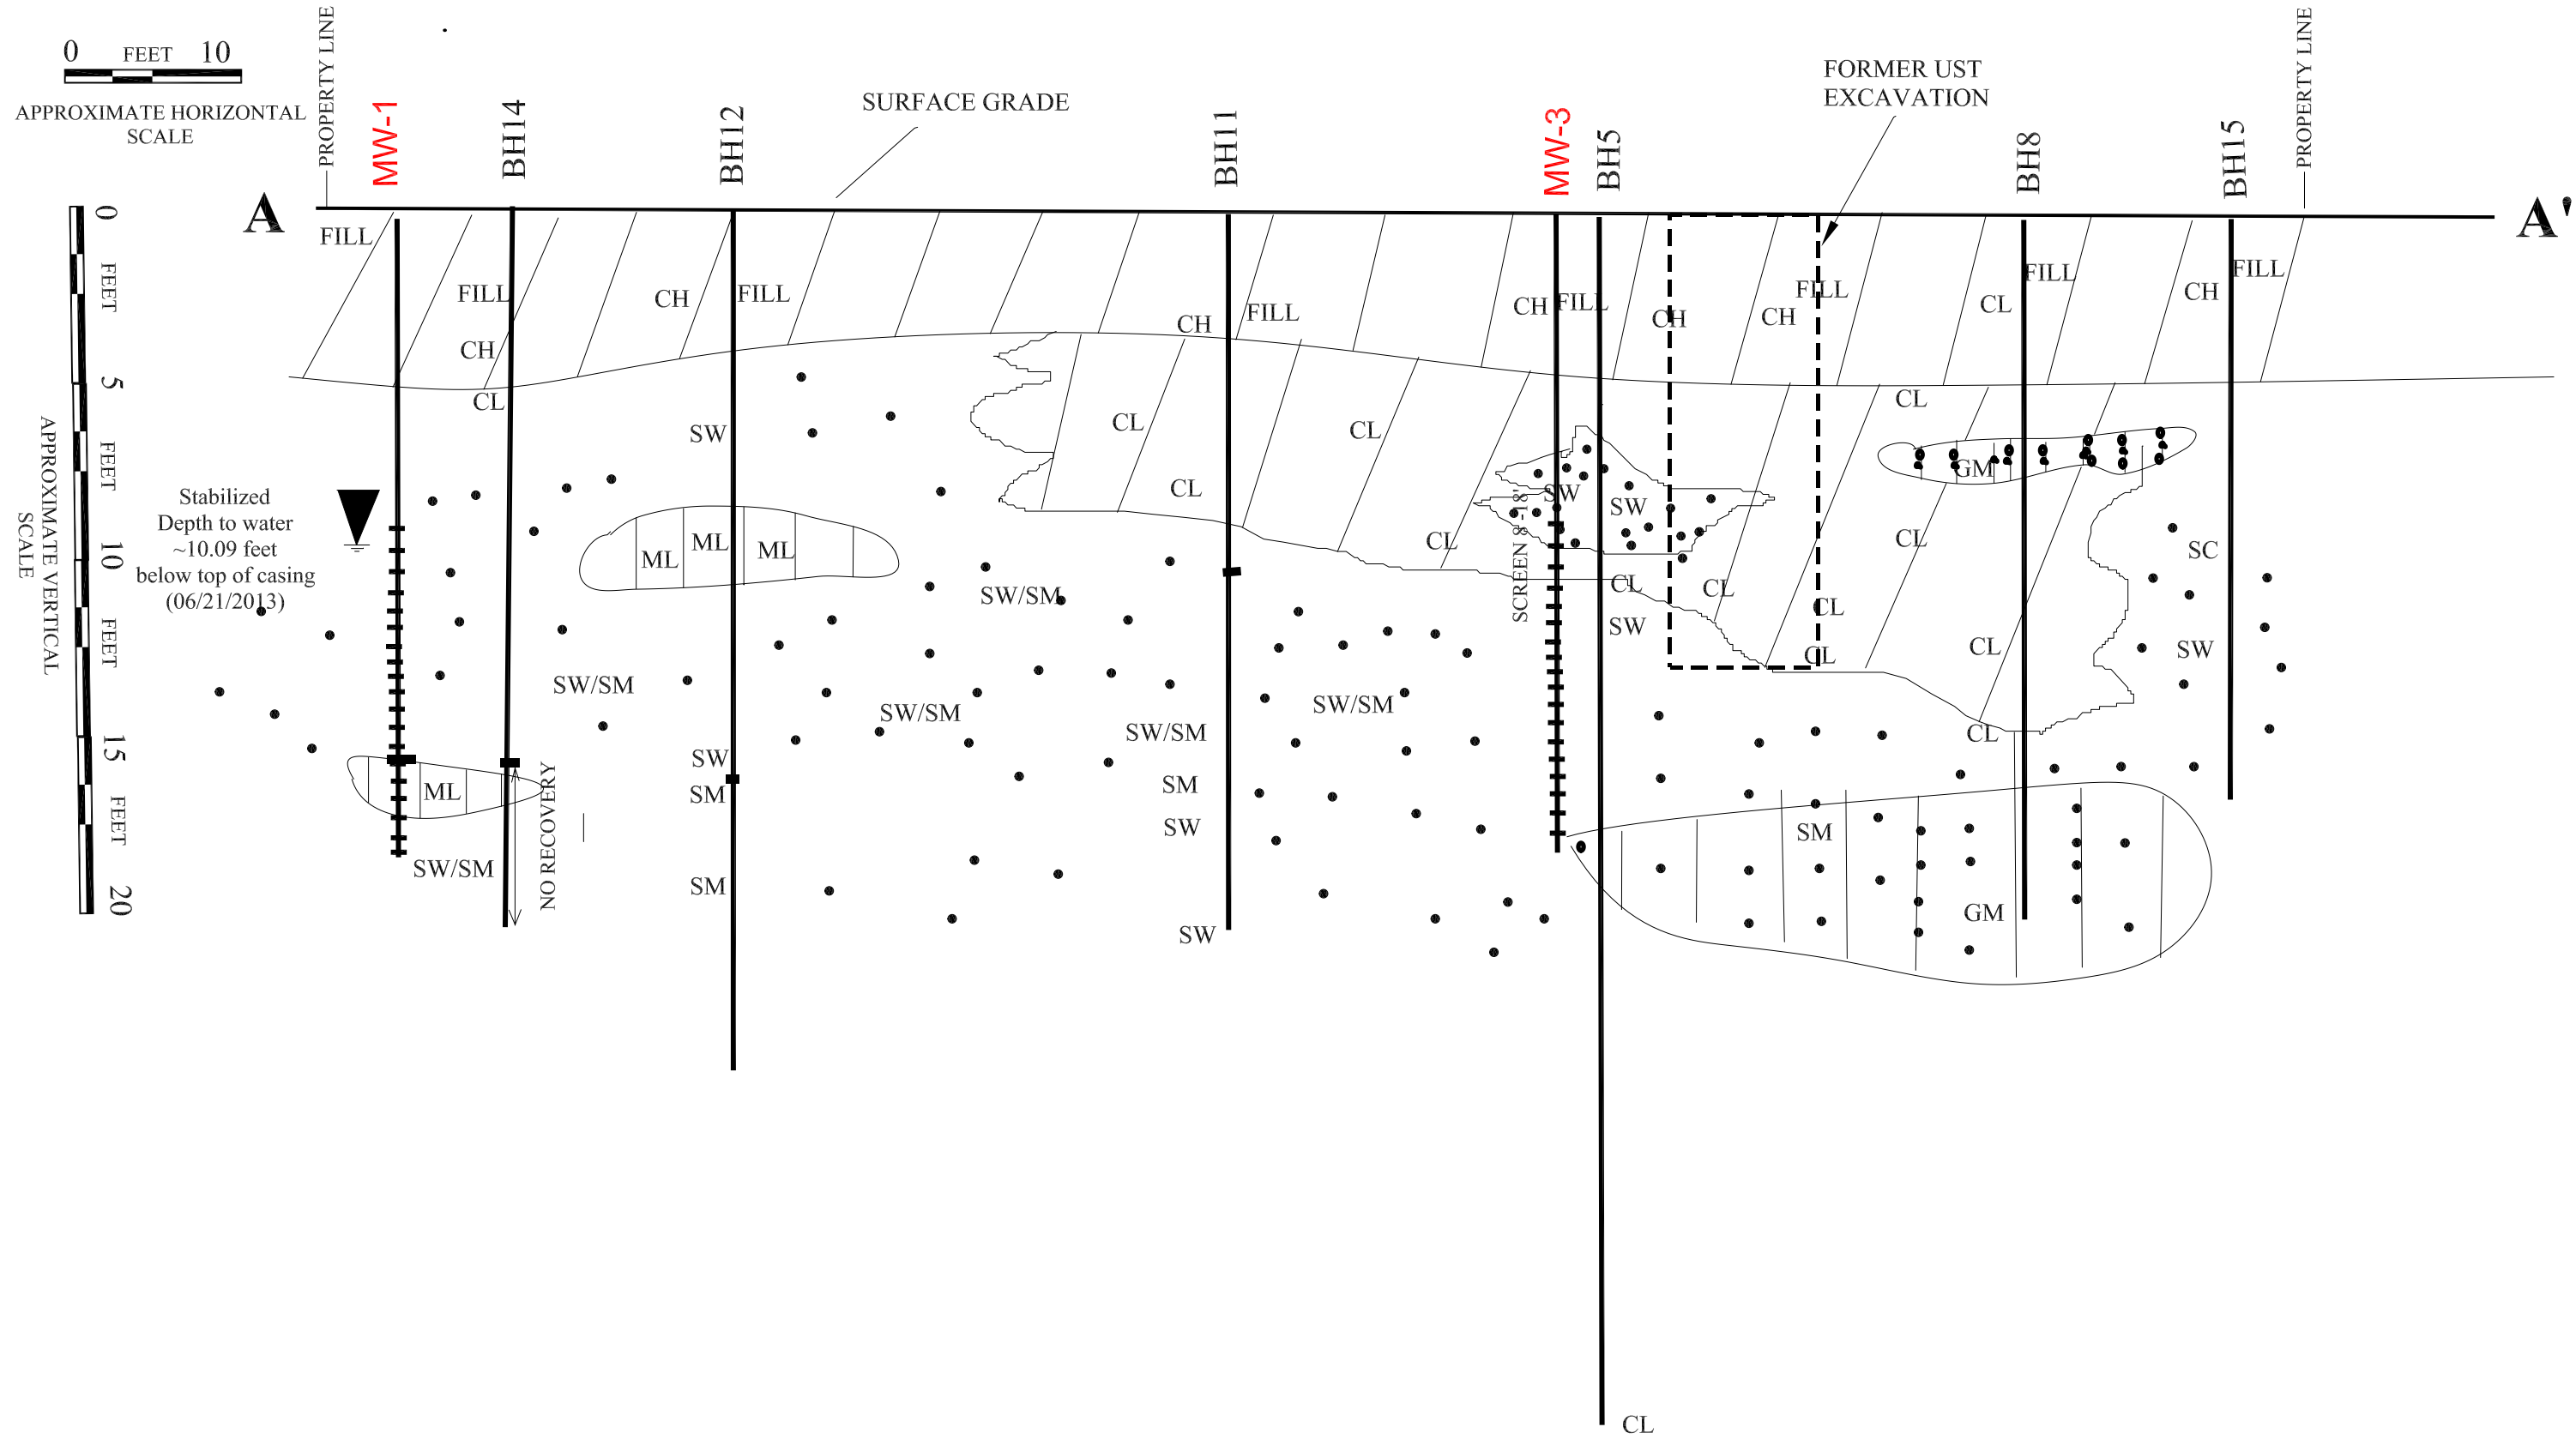 0 FEET 10
APPROXIMATE HORIZONTAL
SCALE
PROPERTY LINE
MW-1
BH14
BH12
SURFACE GRADE
BH11
MW-3
BH5
FORMER UST
EXCAVATION
BH8
BH15
PROPERTY LINE
A
A'
0
FEET
5
FEET
10
FEET
15
FEET
20
APPROXIMATE VERTICAL
SCALE
Stabilized
Depth to water
~10.09 feet
below top of casing
(06/21/2013)
FILL
FILL
CH
CH
FILL
CH
FILL
CH
FILL
CH
CH
FILL
CL
FILL
CH
FILL
CL
SW
CL
CL
CL
CL
CL
GM
SW
SW
SCREEN 8'-18'
ML
ML
ML
CL
SC
SW/SM
CL
CL
CL
SW
CL
CL
SW
SW/SM
SW/SM
SW/SM
SW/SM
CL
SW
SM
SM
SW
ML
SW/SM
NO RECOVERY
SM
SW
SM
GM
CL